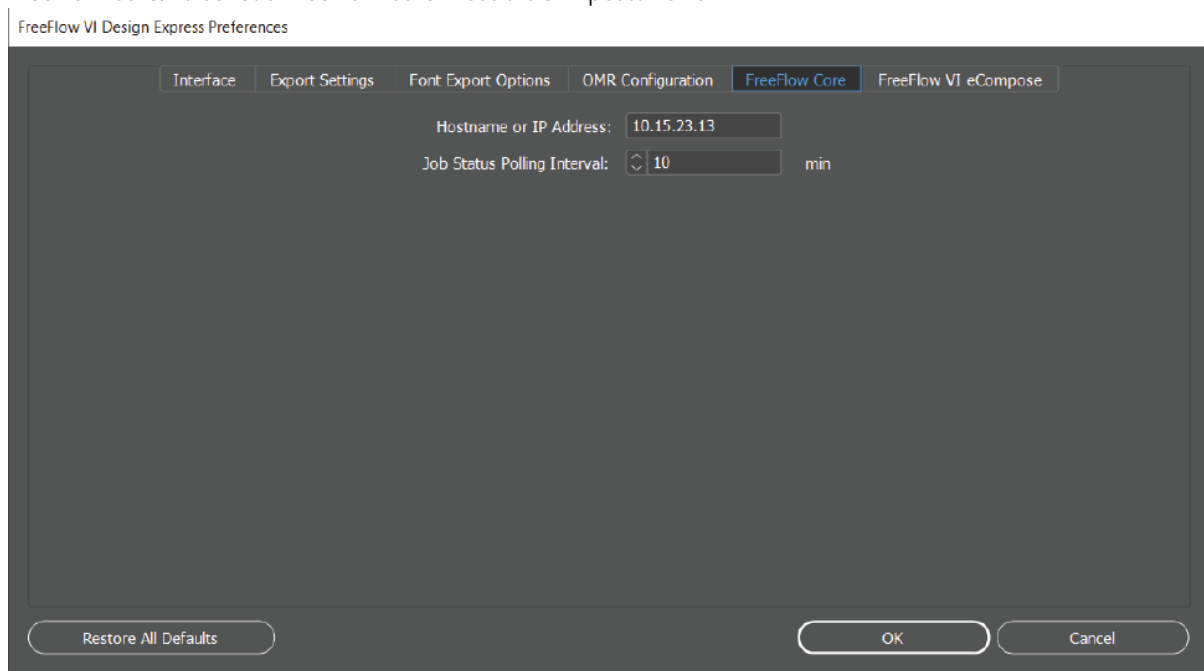 FreeFlow VI Design Express Preferences
Interface Export Settings Font Export Options OMR Configuration FreeFlow Core FreeFlow VI eCompose
Hostname or IP Address: 10.15.23.13
Job Status Polling Interval: 10 min
Restore All Defaults OK Cancel